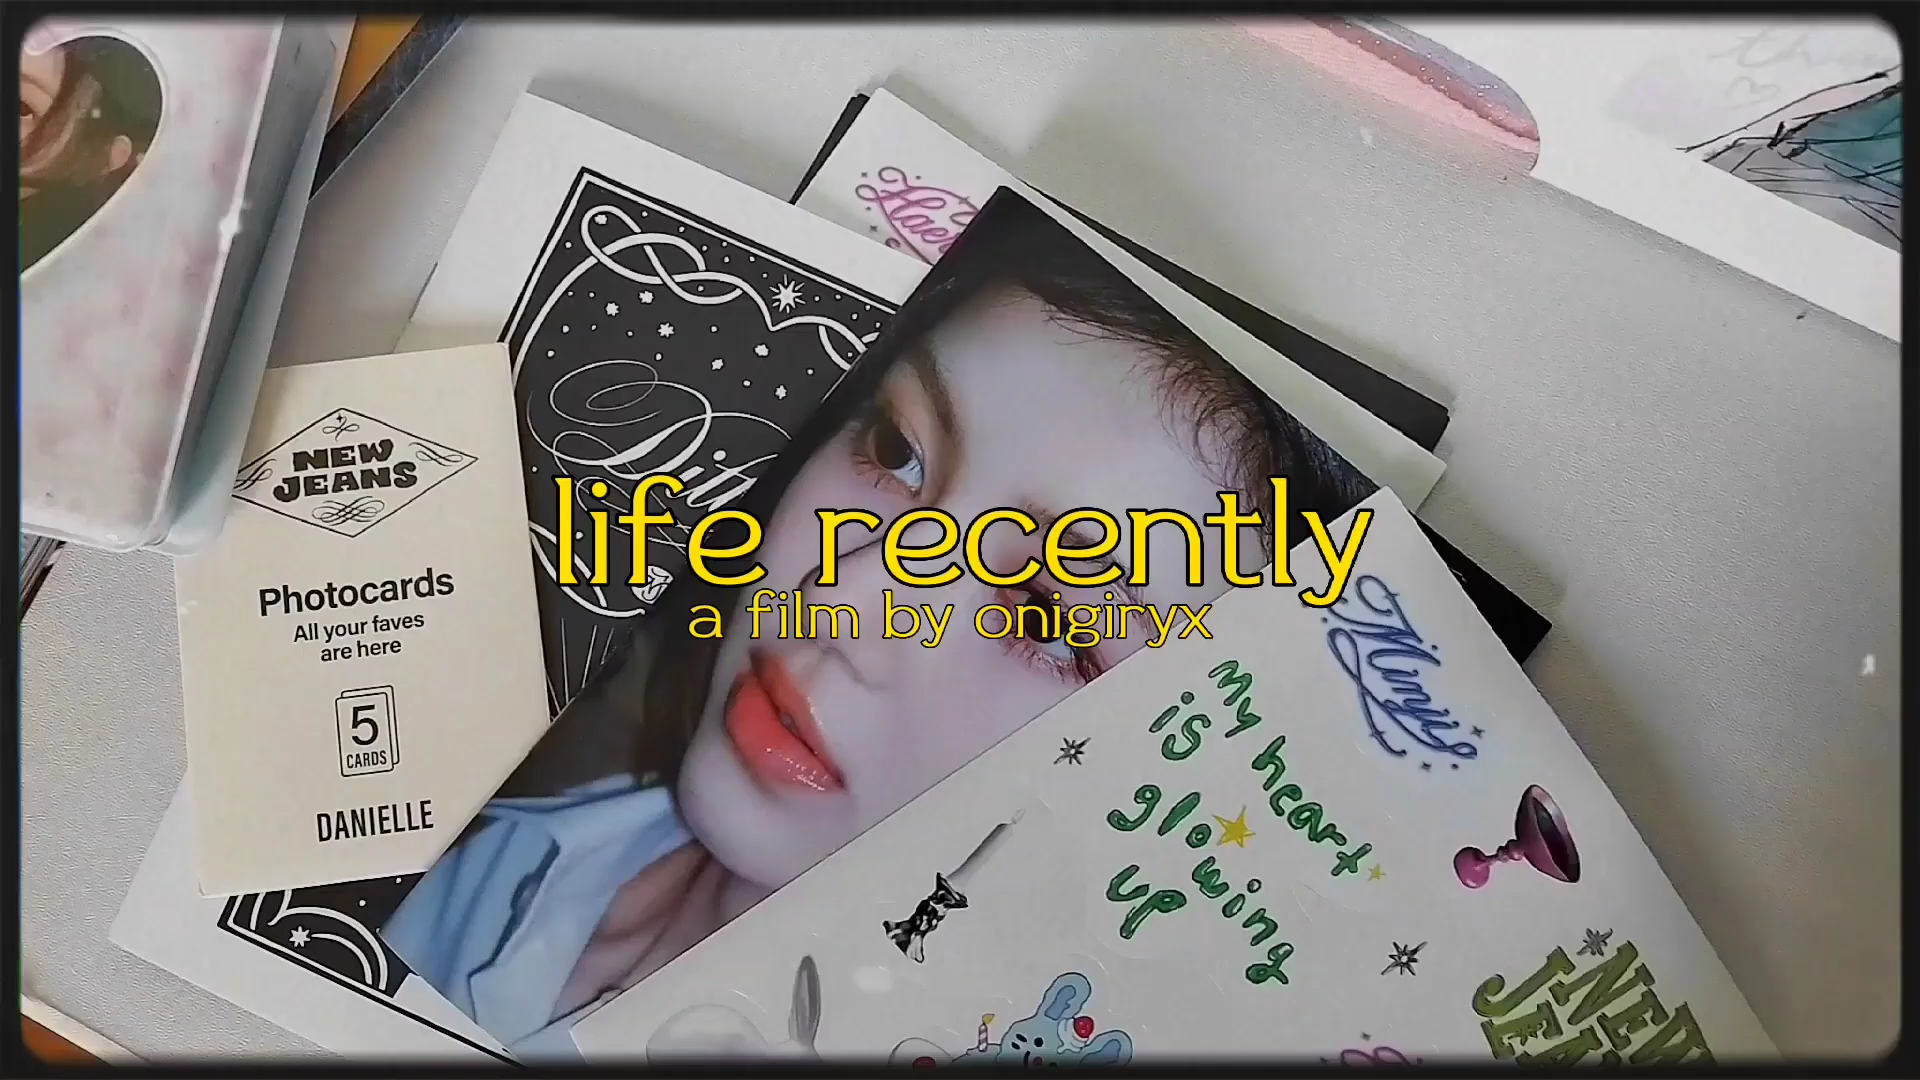 life recently
a film by onigiryx
NEW
JEANS
Photocards
All your faves
are here
5
CARDS
DANIELLE
Minji
My heart
is
glowing
up
NEW